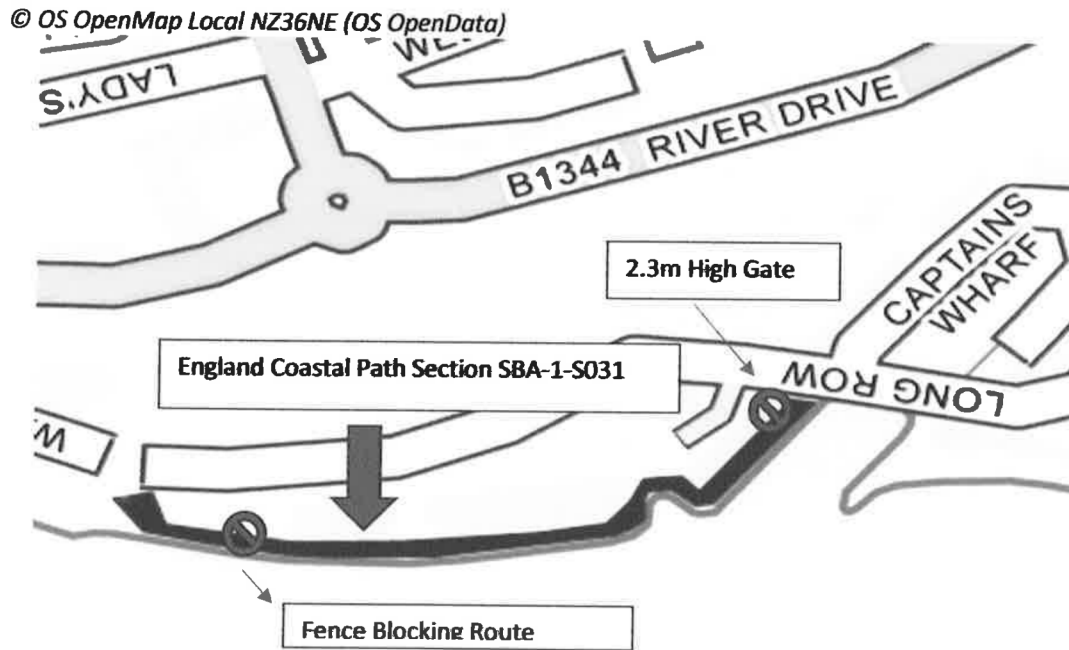 © OS OpenMap Local NZ36NE (OS OpenData)
LADY'S
WE
B1344 RIVER DRIVE
2.3m High Gate
CAPTAINS
WHARF
England Coastal Path Section SBA-1-S031
LONG ROW
W
Fence Blocking Route